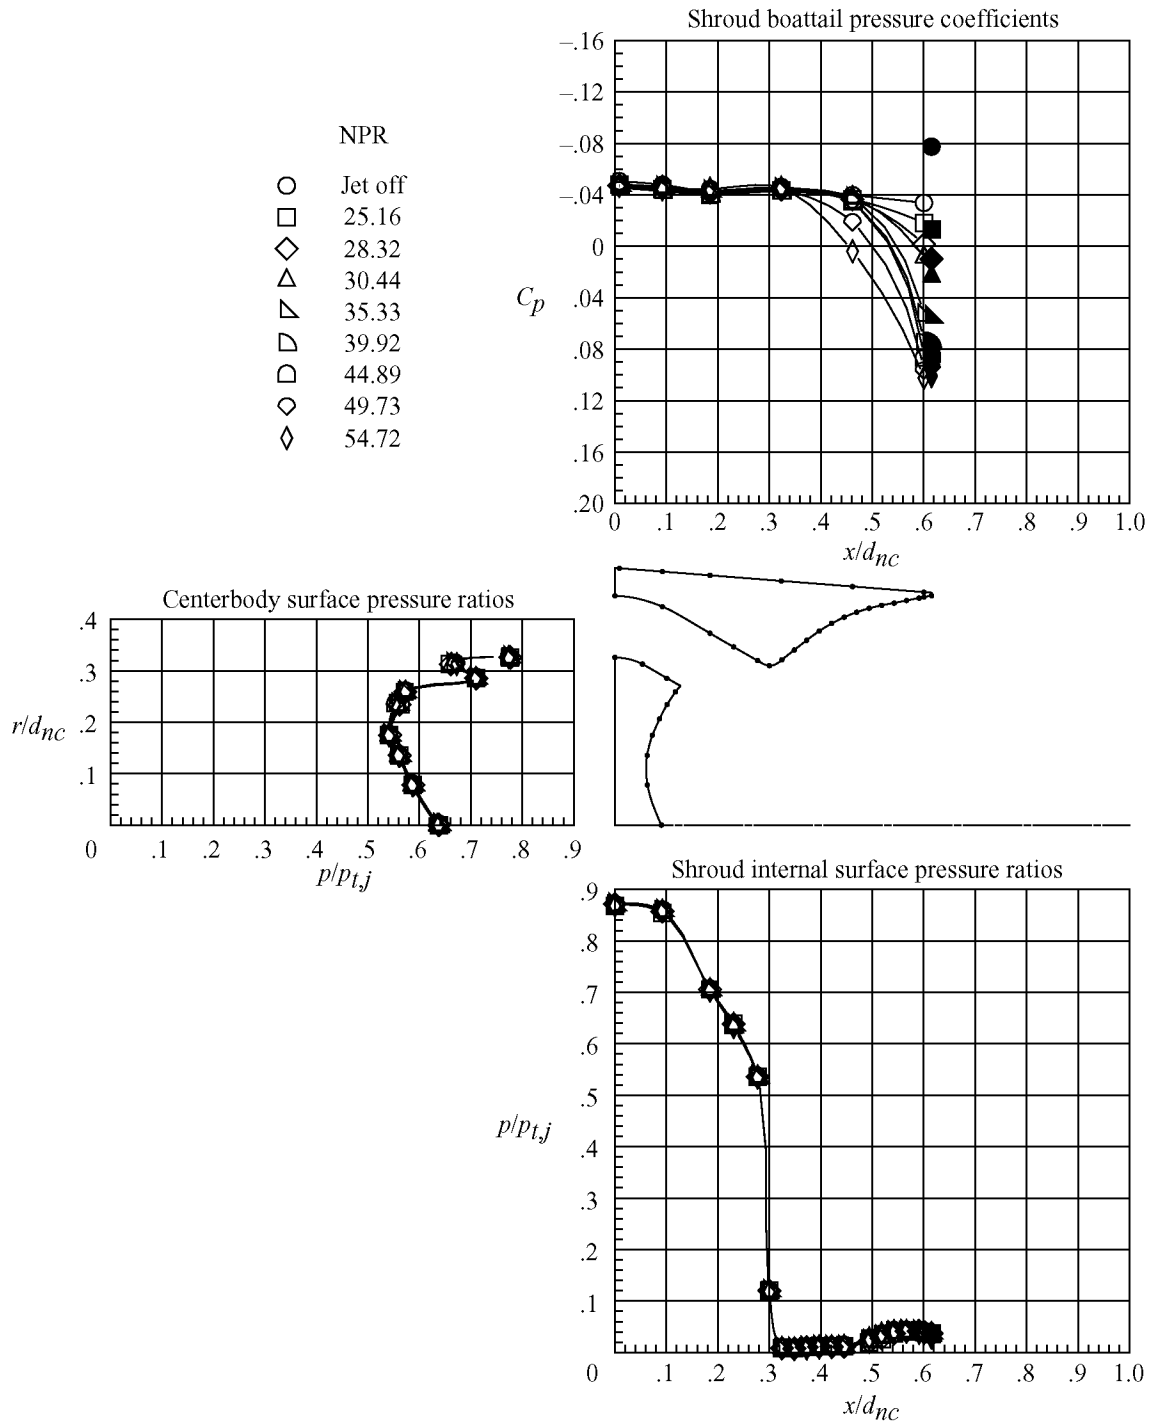 Shroud boattail pressure coefficients
NPR
Jet off
25.16
28.32
30.44
35.33
39.92
44.89
49.73
54.72
–.16
–.12
–.08
–.04
0
.04
.08
.12
.16
.20
Cp
0 .1 .2 .3 .4 .5 .6 .7 .8 .9 1.0
x/dnc
Centerbody surface pressure ratios
.4
.3
.2
.1
r/dnc
0 .1 .2 .3 .4 .5 .6 .7 .8 .9
p/pt,j
Shroud internal surface pressure ratios
.9
.8
.7
.6
.5
.4
.3
.2
.1
p/pt,j
0 .1 .2 .3 .4 .5 .6 .7 .8 .9 1.0
x/dnc